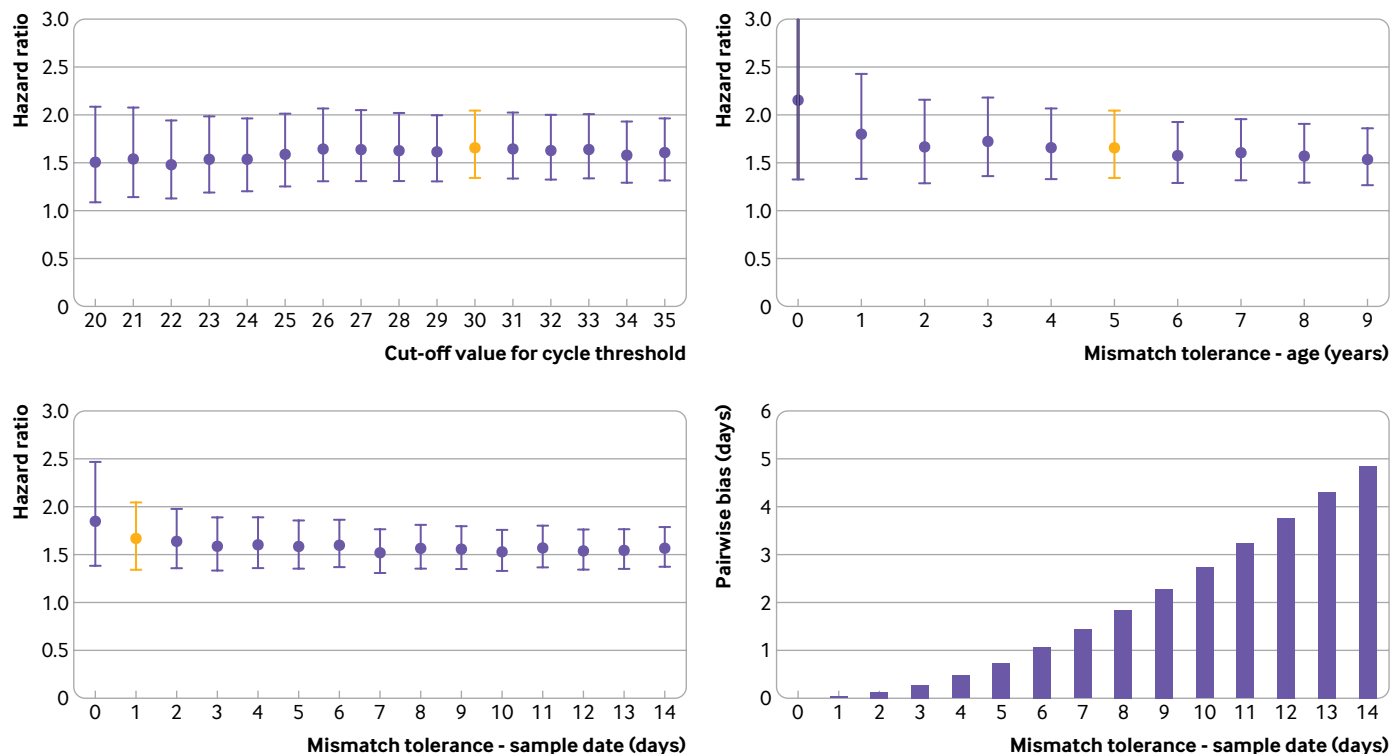 Hazard ratio
3.0
2.5
2.0
1.5
1.0
0.5
0
20 21 22 23 24 25 26 27 28 29 30 31 32 33 34 35
Cut-off value for cycle threshold
Hazard ratio
3.0
2.5
2.0
1.5
1.0
0.5
0
0 1 2 3 4 5 6 7 8 9
Mismatch tolerance - age (years)
Hazard ratio
3.0
2.5
2.0
1.5
1.0
0.5
0
0 1 2 3 4 5 6 7 8 9 10 11 12 13 14
Mismatch tolerance - sample date (days)
Pairwise bias (days)
6
5
4
3
2
1
0
0 1 2 3 4 5 6 7 8 9 10 11 12 13 14
Mismatch tolerance - sample date (days)